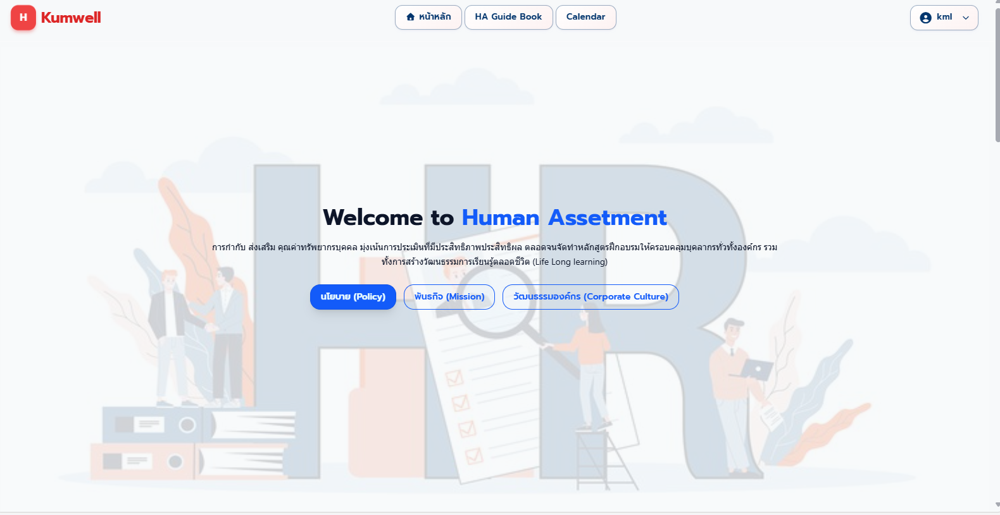 H Kumwell
หน้าหลัก
HA Guide Book
Calendar
kml
Welcome to Human Assetment
การกำกับ ส่งเสริม คุณค่าทรัพยากรบุคคล มุ่งเน้นการประเมินที่มีประสิทธิภาพประสิทธิผล ตลอดจนจัดทำหลักสูตรฝึกอบรมให้ครอบคลุมบุคลากรทั่วทั้งองค์กร รวม
ทั้งการสร้างวัฒนธรรมการเรียนรู้ตลอดชีวิต (Life Long learning)
นโยบาย (Policy)
พันธกิจ (Mission)
วัฒนธรรมองค์กร (Corporate Culture)
HR